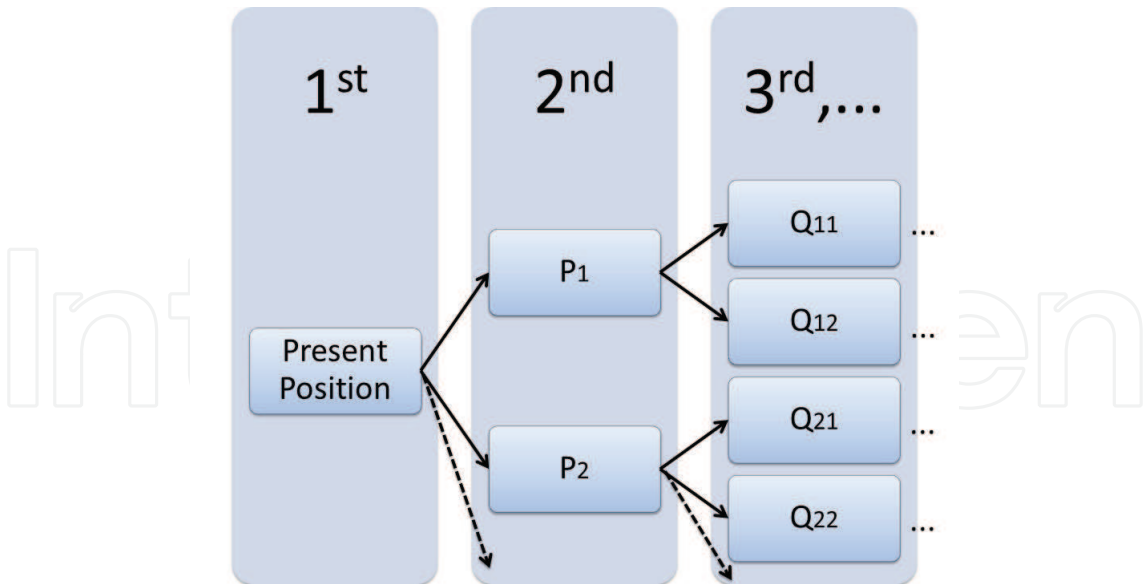 1st
2nd
3rd,...
Present
Position
P1
P2
Q11
...
Q12
...
Q21
...
Q22
...